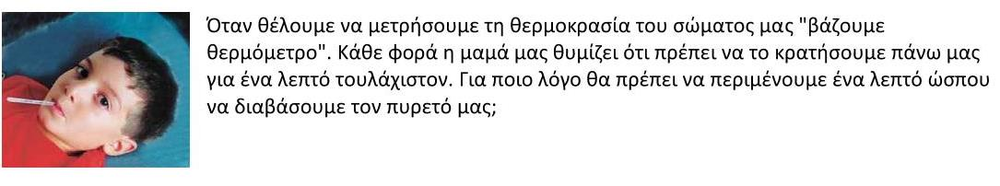 Όταν θέλουμε να μετρήσουμε τη θερμοκρασία του σώματος μας "βάζουμε
θερμόμετρο". Κάθε φορά η μαμά μας θυμίζει ότι πρέπει να το κρατήσουμε πάνω μας
για ένα λεπτό τουλάχιστον. Για ποιο λόγο θα πρέπει να περιμένουμε ένα λεπτό ώσπου
να διαβάσουμε τον πυρετό μας;